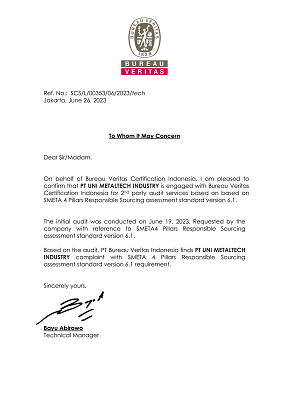 BUREAU VERITAS
1828
BUREAU
VERITAS
Ref. No.: SCS/L/00353/06/2023/fech
Jakarta, June 26, 2023
To Whom It May Concern
Dear Sir/Madam,
On behalf of Bureau Veritas Certification Indonesia, I am pleased to
confirm that PT UNI METALTECH INDUSTRY is engaged with Bureau Veritas
Certification Indonesia for 2nd party audit services based on based on
SMETA 4 Pillars Responsible Sourcing assessment standard version 6.1.
The initial audit was conducted on June 19, 2023. Requested by the
company with reference to SMETA4 Pillars Responsible Sourcing
assessment standard version 6.1.
Based on the audit, PT Bureau Veritas Indonesia finds PT UNI METALTECH
INDUSTRY complaint with SMETA 4 Pillars Responsible Sourcing
assessment standard version 6.1 requirement.
Sincerely yours,
Bayu Abirowo
Technical Manager